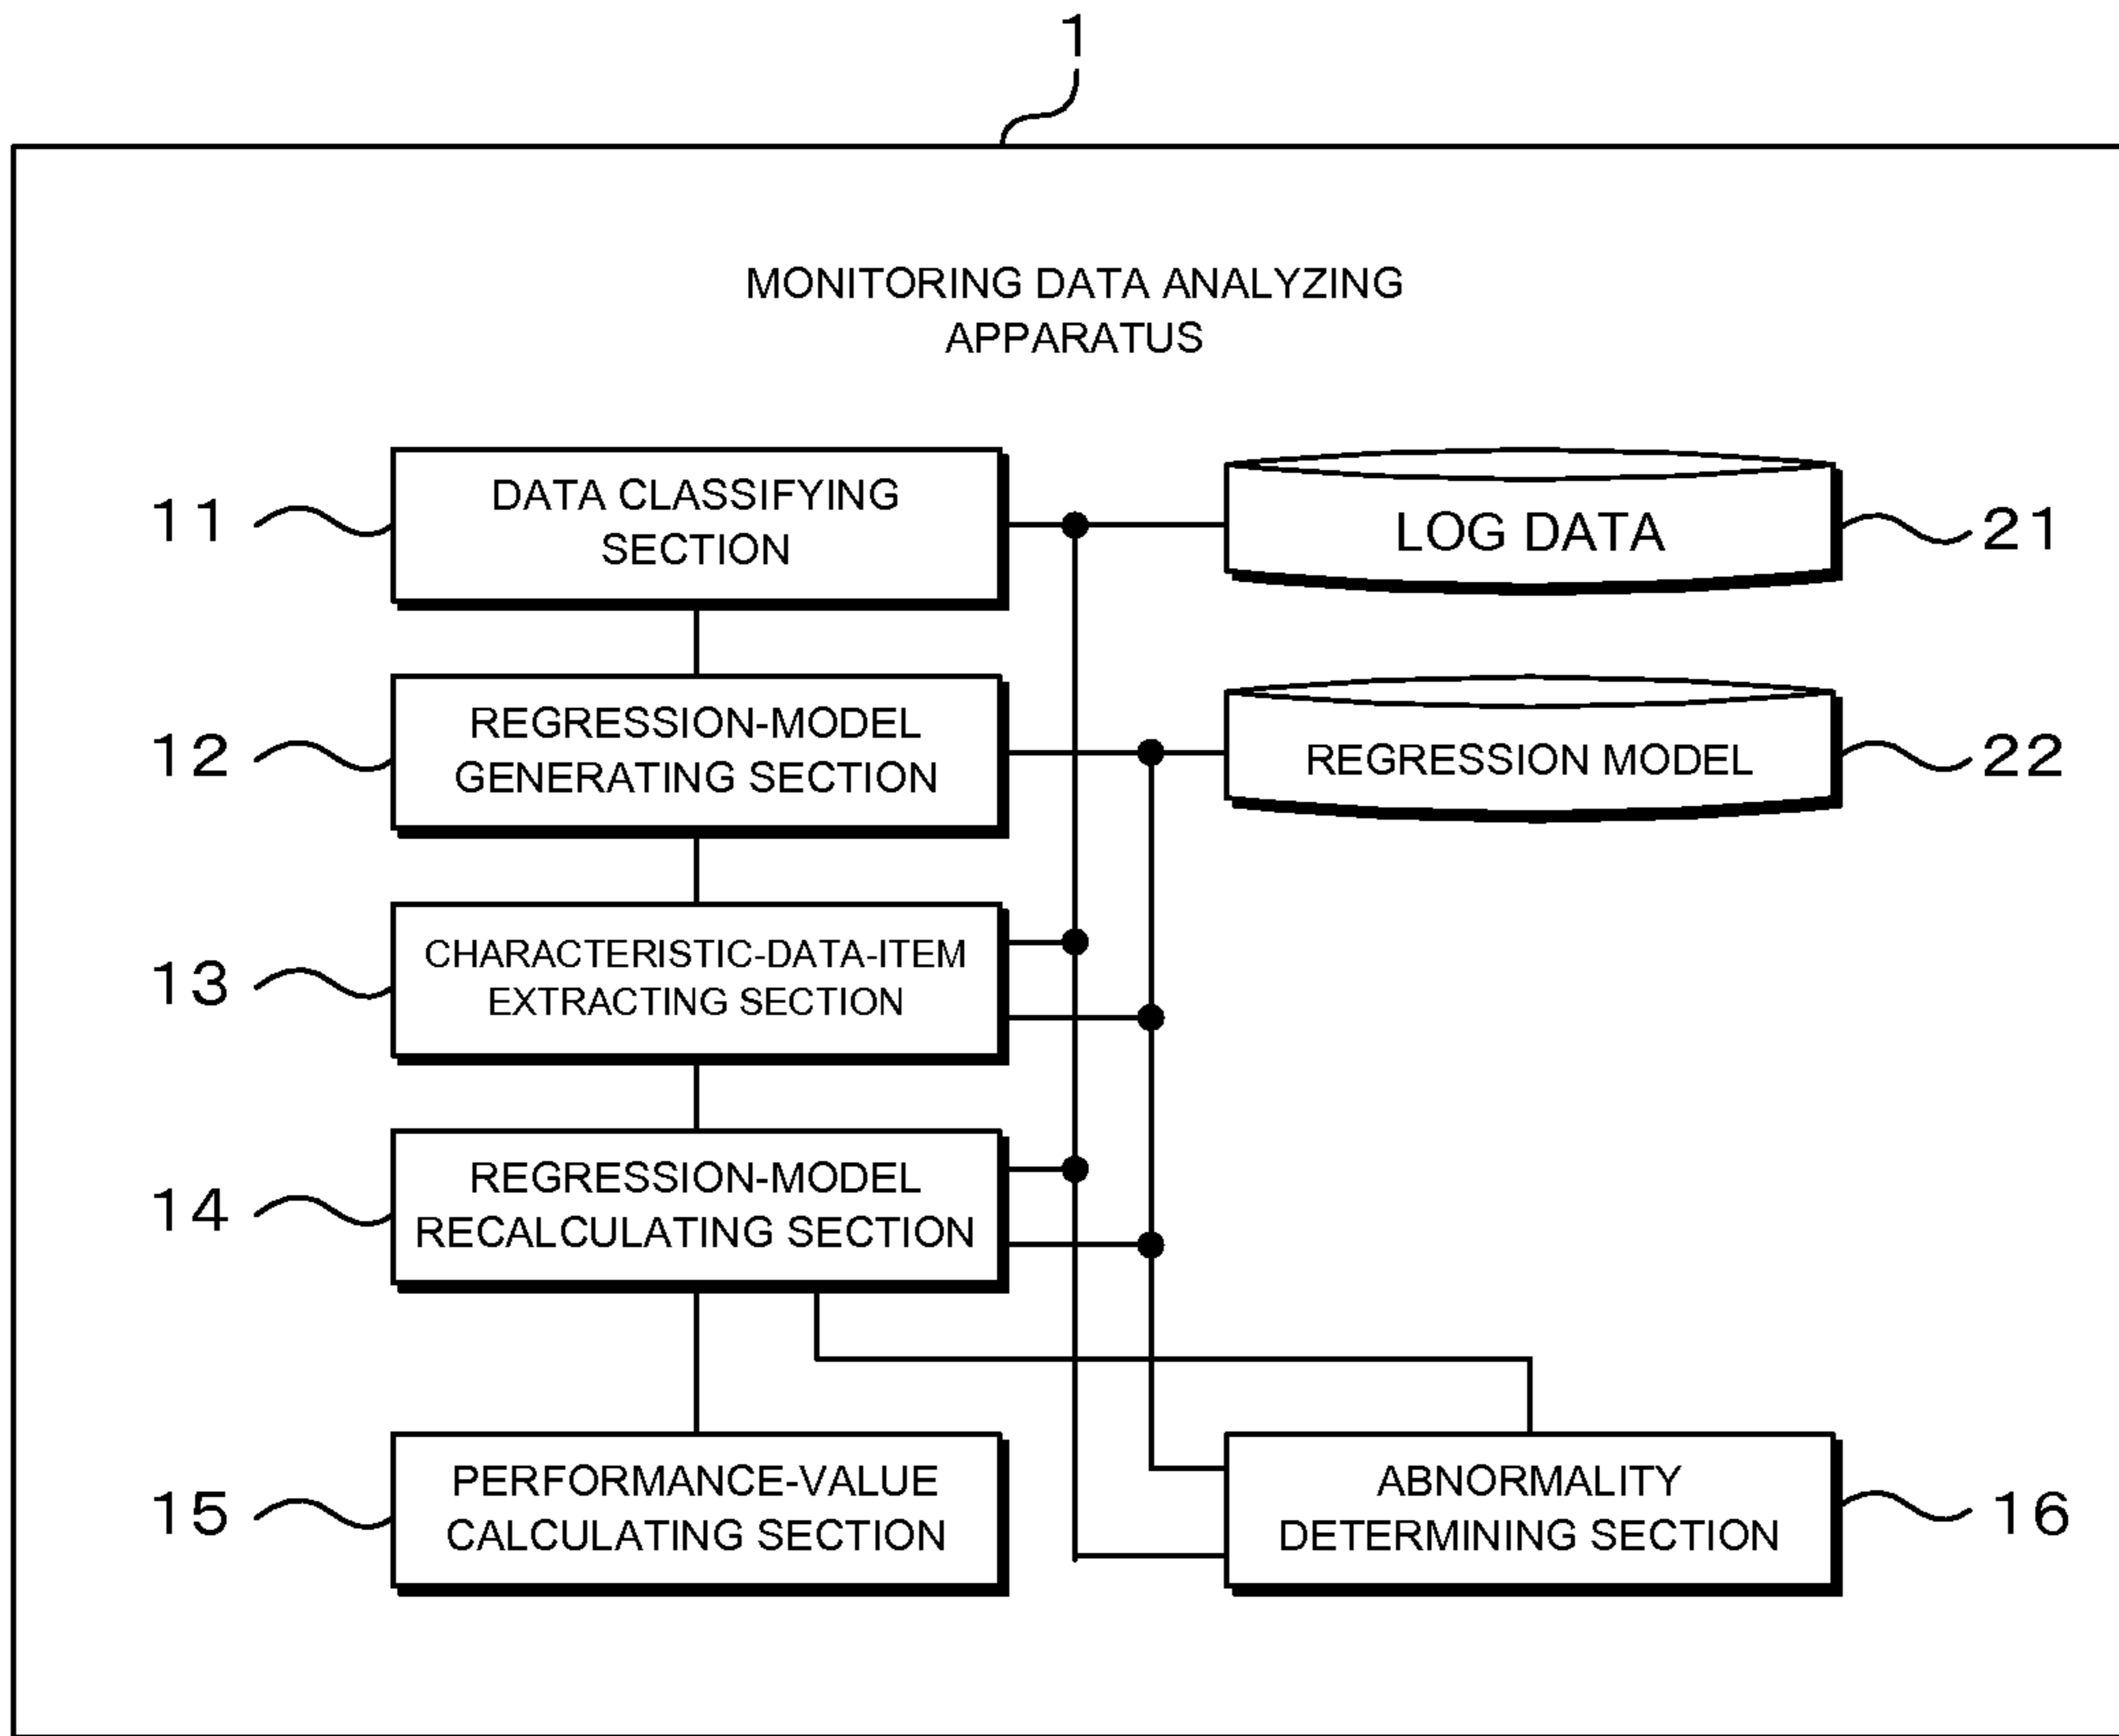 1
MONITORING DATA ANALYZING
APPARATUS
11
DATA CLASSIFYING
SECTION
LOG DATA
21
12
REGRESSION-MODEL
GENERATING SECTION
REGRESSION MODEL
22
13
CHARACTERISTIC-DATA-ITEM
EXTRACTING SECTION
14
REGRESSION-MODEL
RECALCULATING SECTION
15
PERFORMANCE-VALUE
CALCULATING SECTION
ABNORMALITY
DETERMINING SECTION
16